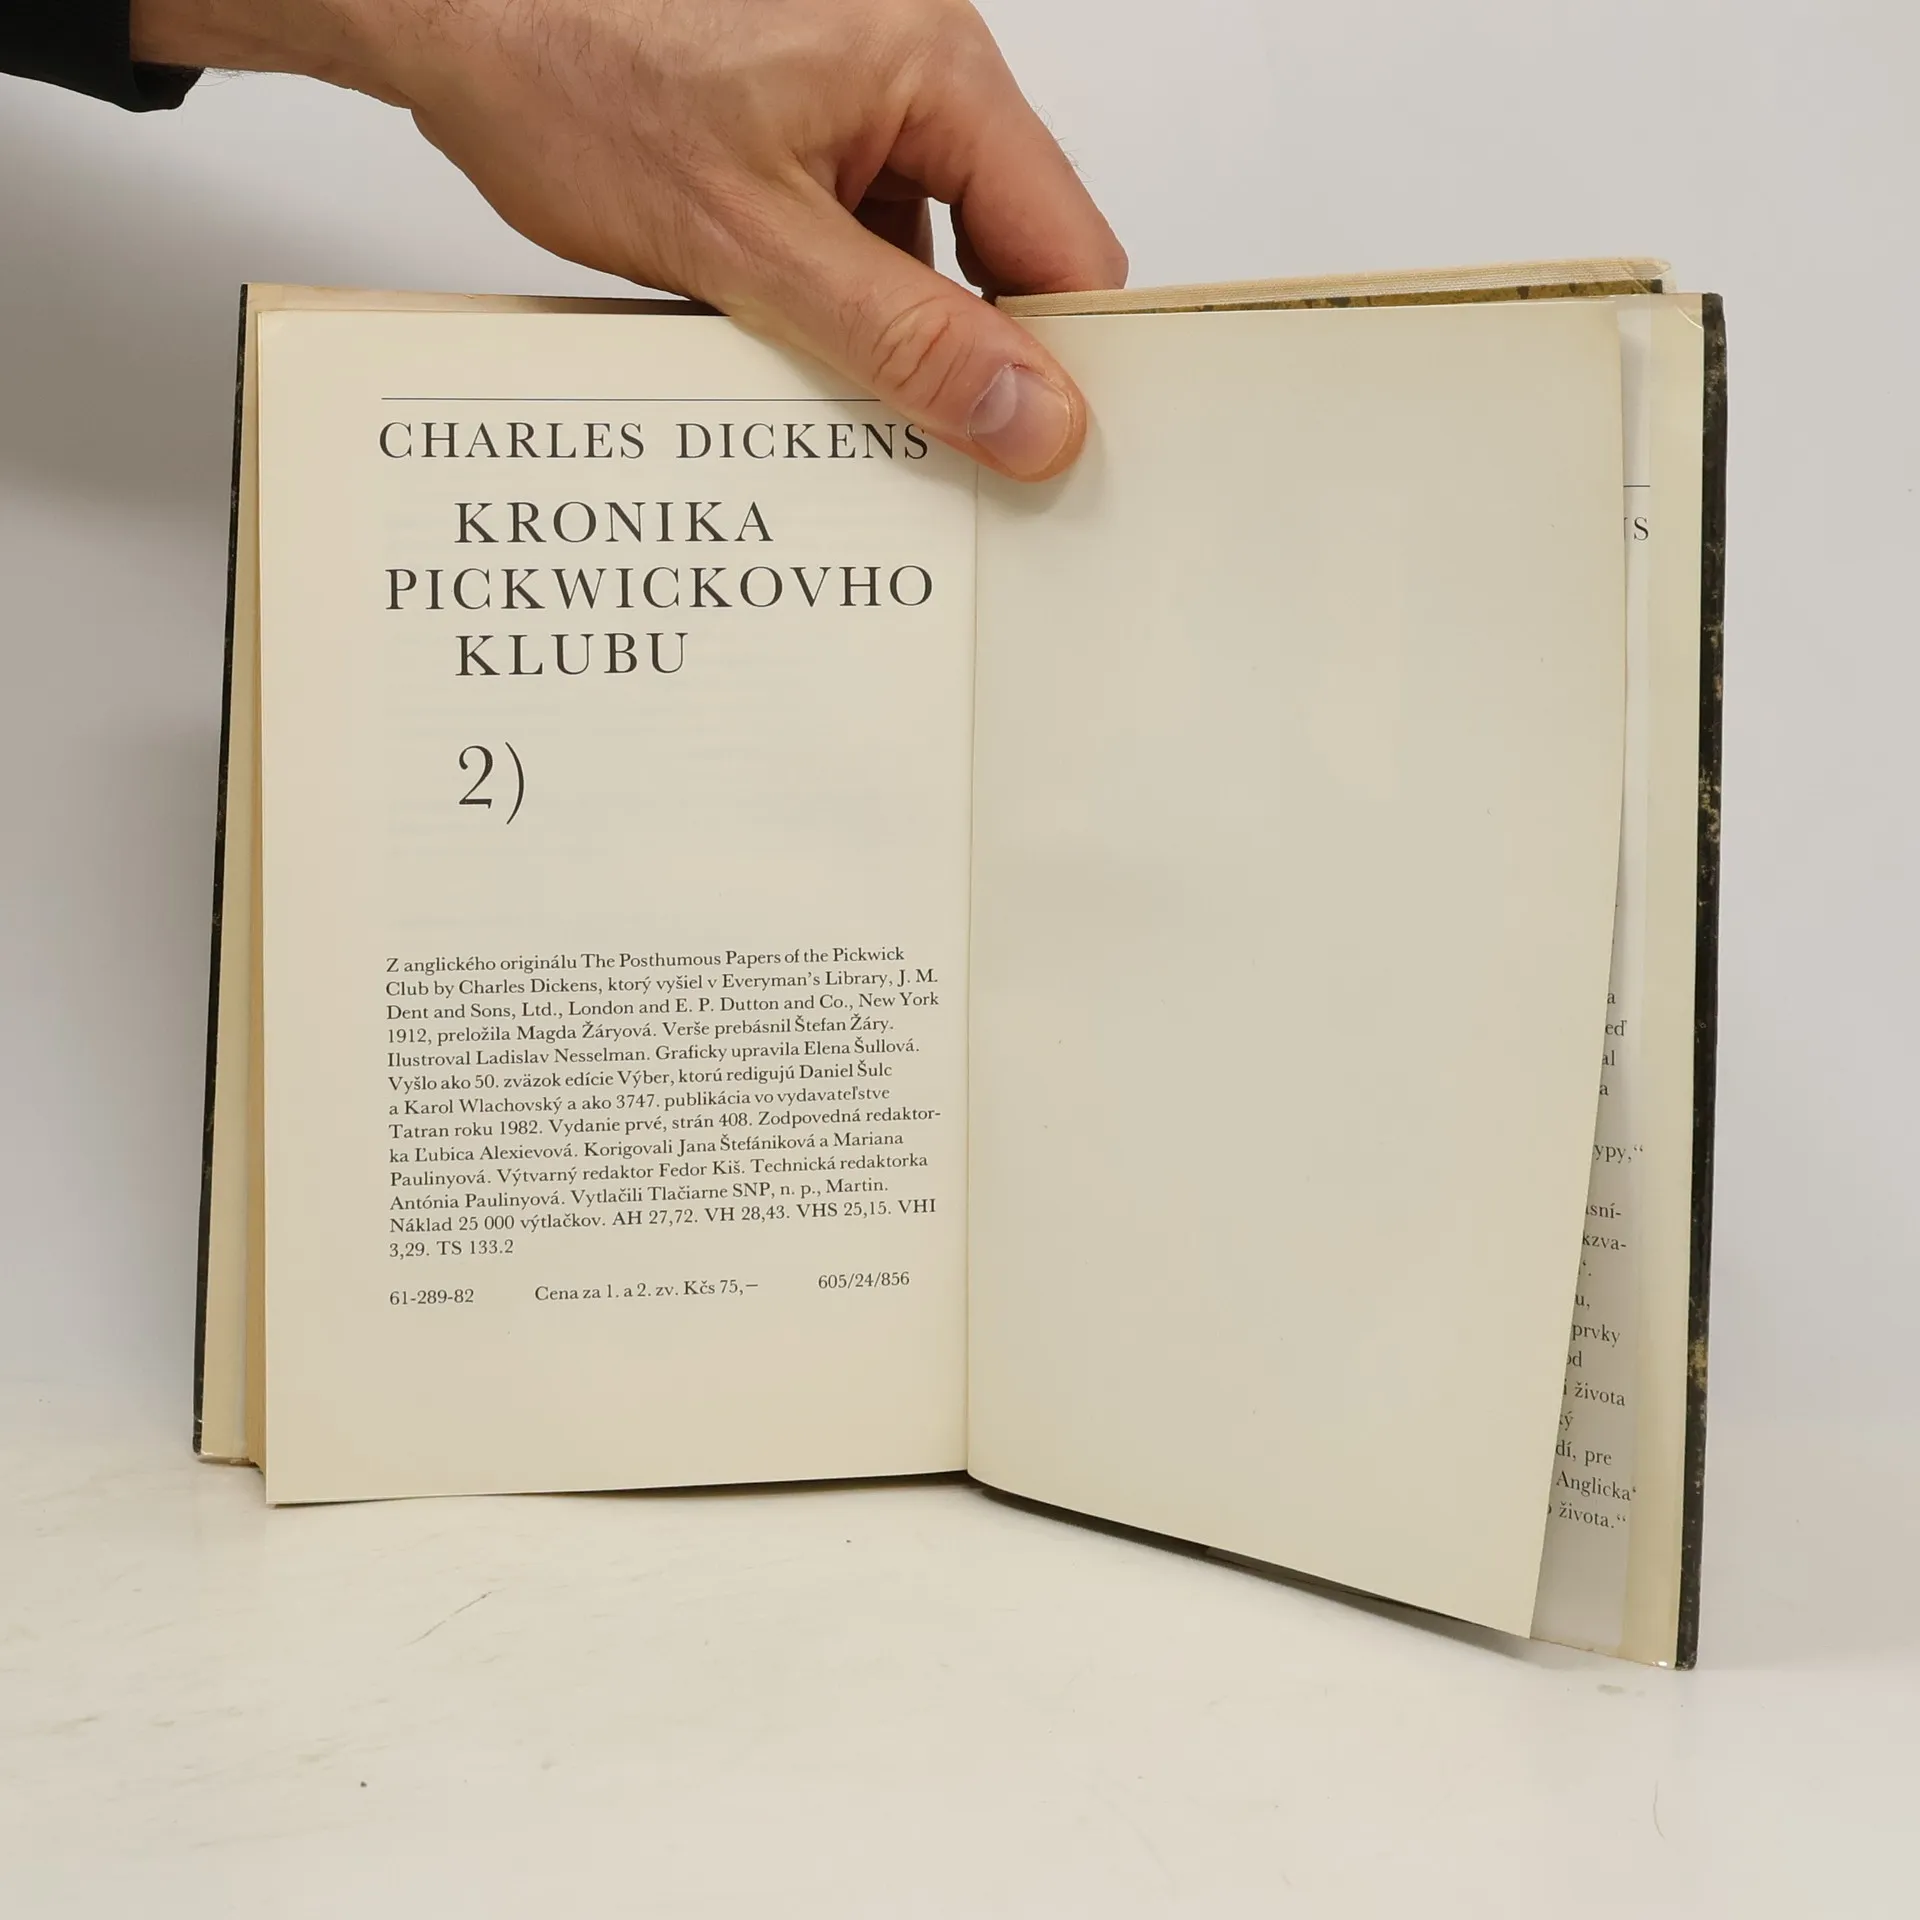 CHARLES DICKENS
KRONIKA
PICKWICKOVHO
KLUBU
2)
Z anglického originálu The Posthumous Papers of the Pickwick
Club by Charles Dickens, ktorý vyšiel v Everyman's Library, J. M.
Dent and Sons, Ltd., London and E. P. Dutton and Co., New York
1912, preložila Magda Žáryová. Verše prebásnil Štefan Žáry.
Ilustroval Ladislav Nesselman. Graficky upravila Elena Šullová.
Vyšlo ako 50. zväzok edície Výber, ktorú redigujú Daniel Šulc
a Karol Wlachovský a ako 3747. publikácia vo vydavateľstve
Tatran roku 1982. Vydanie prvé, strán 408. Zodpovedná redaktor-
ka Ľubica Alexievová. Korigovali Jana Štefániková a Mariana
Paulinyová. Výtvarný redaktor Fedor Kiš. Technická redaktorka
Antónia Paulinyová. Vytlačili Tlačiarne SNP, n. p., Martin.
Náklad 25 000 výtlačkov. AH 27,72. VH 28,43. VHS 25,15. VHI
3,29. TS 133.2
61-289-82 Cena za 1. a 2. zv. Kčs 75,— 605/24/856
prvky
života
pre
Anglicka‘
života.“